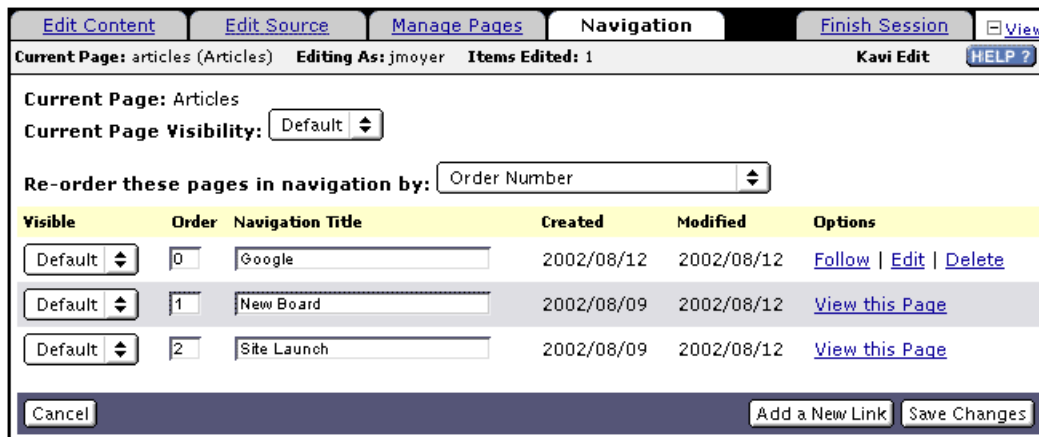 Edit Content Edit Source Manage Pages Navigation Finish Session View
Current Page: articles (Articles) Editing As: jmoyer Items Edited: 1 Kavi Edit HELP ?
Current Page: Articles
Current Page Visibility: Default
Re-order these pages in navigation by: Order Number
Visible Order Navigation Title Created Modified Options
Default 0 Google 2002/08/12 2002/08/12 Follow | Edit | Delete
Default 1 New Board 2002/08/09 2002/08/12 View this Page
Default 2 Site Launch 2002/08/09 2002/08/12 View this Page
Cancel Add a New Link Save Changes